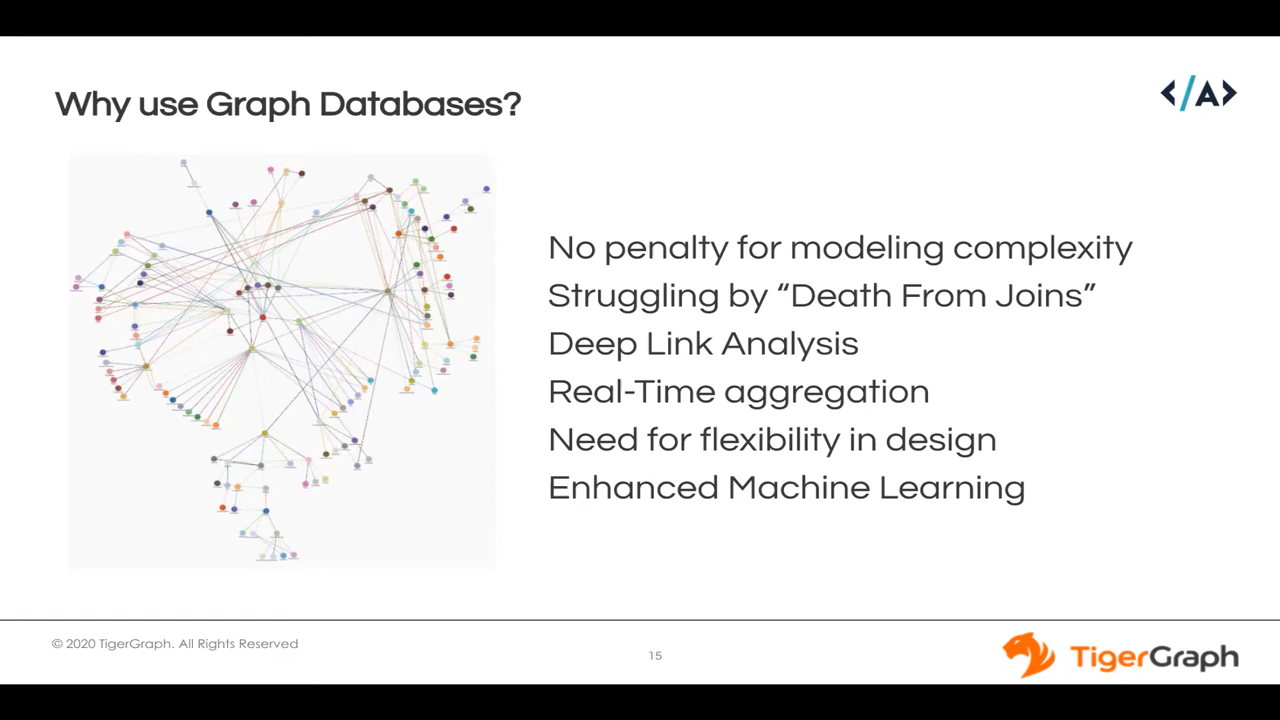 Why use Graph Databases?
</A>
No penalty for modeling complexity
Struggling by “Death From Joins”
Deep Link Analysis
Real-Time aggregation
Need for flexibility in design
Enhanced Machine Learning
© 2020 TigerGraph. All Rights Reserved
15
TigerGraph